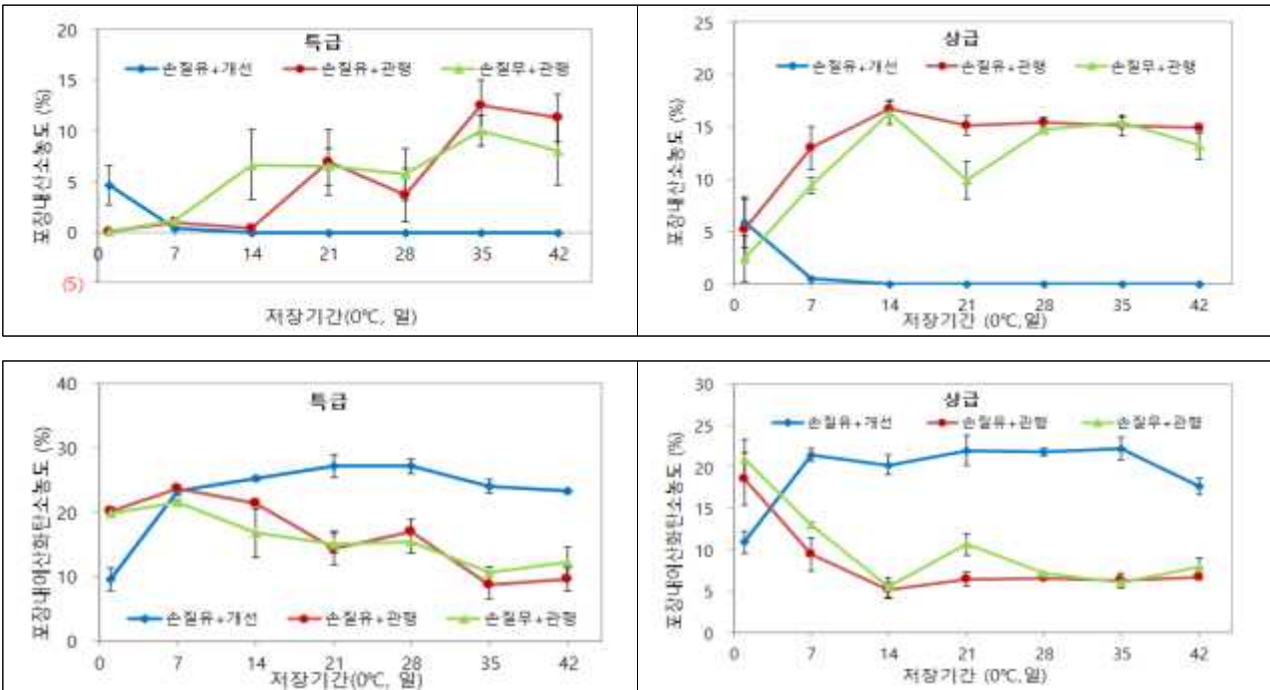 특급
손질유+개선 손질유+관행 손질무+관행
포장내산소농도 (%)
20
15
10
5
0
(5)
0 7 14 21 28 35 42
저장기간(0℃, 일)
상급
손질유+개선 손질유+관행 손질무+관행
포장내산소농도 (%)
25
20
15
10
5
0
0 7 14 21 28 35 42
저장기간 (0℃,일)
특급
포장내이산화탄소농도 (%)
40
30
20
10
0
손질유+개선 손질유+관행 손질무+관행
0 7 14 21 28 35 42
저장기간(0℃, 일)
상급
손질유+개선 손질유+관행 손질무+관행
포장내이산화탄소농도 (%)
30
25
20
15
10
5
0
0 7 14 21 28 35 42
저장기간 (0℃,일)